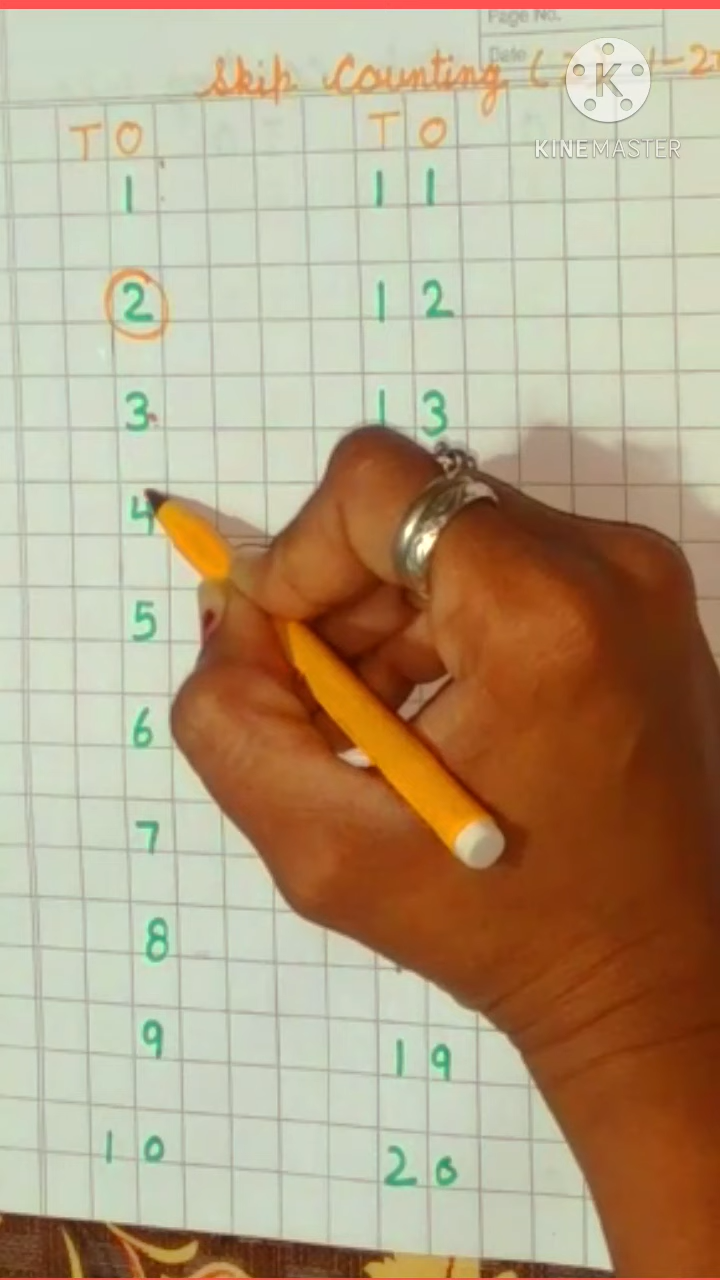 Page No.
Date
Skip Counting (
K
KINEMASTER
T O T O
1 1 1
2 1 2
3 1 3
4
5
6
7
8
9 1 9
1 0 2 0